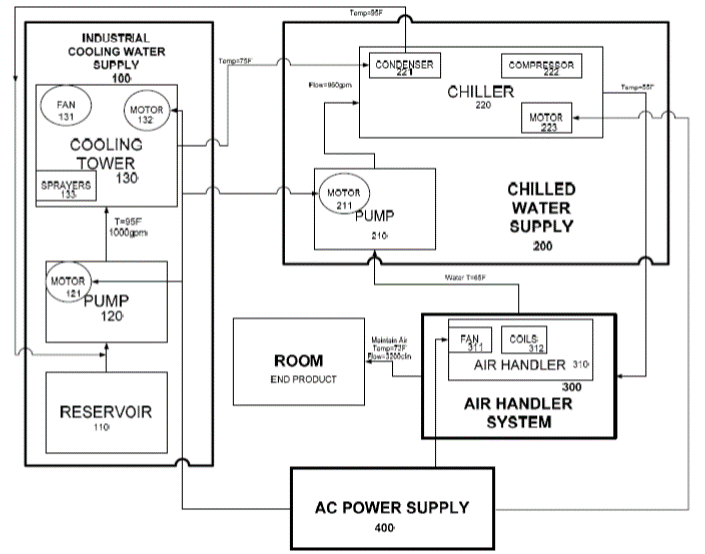 Temp=95F
INDUSTRIAL
COOLING WATER
SUPPLY
100
FAN
131
MOTOR
132
COOLING
TOWER
130
SPRAYERS
133
T=95F
1000gpm
MOTOR
121
PUMP
120
RESERVOIR
110
Temp=75F
Flow=960gpm
CONDENSER
221
COMPRESSOR
222
CHILLER
220
MOTOR
223
Temp=55F
MOTOR
211
PUMP
210
CHILLED
WATER
SUPPLY
200
Water T=65F
ROOM
END PRODUCT
Maintain Air
Temp=72F
FAN
311
COILS
312
AIR HANDLER 310
300
AIR HANDLER
SYSTEM
AC POWER SUPPLY
400